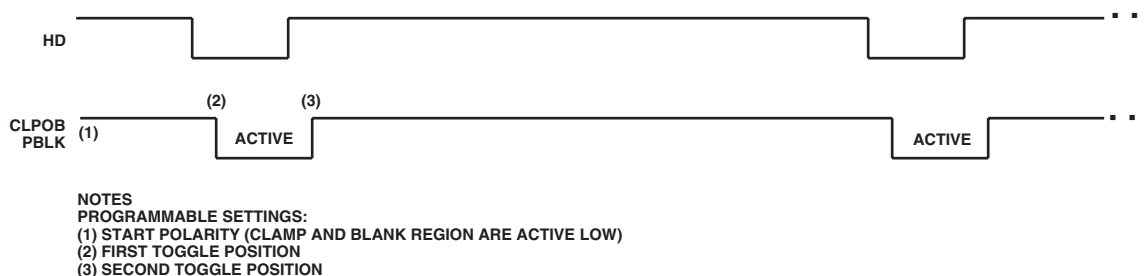 HD
(2) (3)
CLPOB
PBLK (1)
ACTIVE ACTIVE
NOTES
PROGRAMMABLE SETTINGS:
(1) START POLARITY (CLAMP AND BLANK REGION ARE ACTIVE LOW)
(2) FIRST TOGGLE POSITION
(3) SECOND TOGGLE POSITION